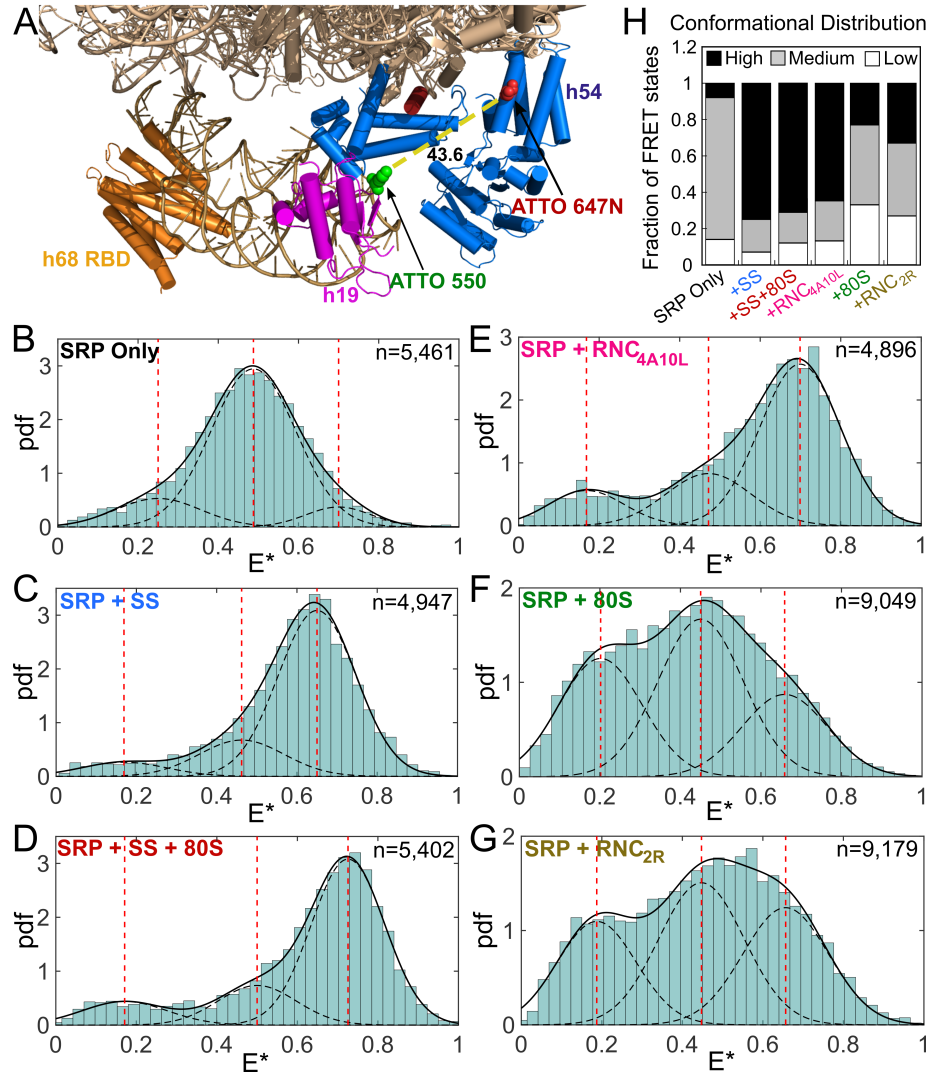 A
h54
43.6
ATTO 647N
h68 RBD
h19
ATTO 550
H Conformational Distribution
High Medium Low
Fraction of FRET states
1.2
1
0.8
0.6
0.4
0.2
0
SRP Only
+SS
+SS+80S
+RNC4A10L
+80S
+RNC2R
B
SRP Only
n=5,461
pdf
3
2
1
0
0 0.2 0.4 0.6 0.8 1
E*
C
SRP + SS
n=4,947
pdf
3
2
1
0
0 0.2 0.4 0.6 0.8 1
E*
D
SRP + SS + 80S
n=5,402
pdf
3
2
1
0
0 0.2 0.4 0.6 0.8 1
E*
E
SRP + RNC4A10L
n=4,896
pdf
3
2
1
0
0 0.2 0.4 0.6 0.8 1
E*
F
SRP + 80S
n=9,049
pdf
2
1
0
0 0.2 0.4 0.6 0.8 1
E*
G
SRP + RNC2R
n=9,179
pdf
2
1
0
0 0.2 0.4 0.6 0.8 1
E*